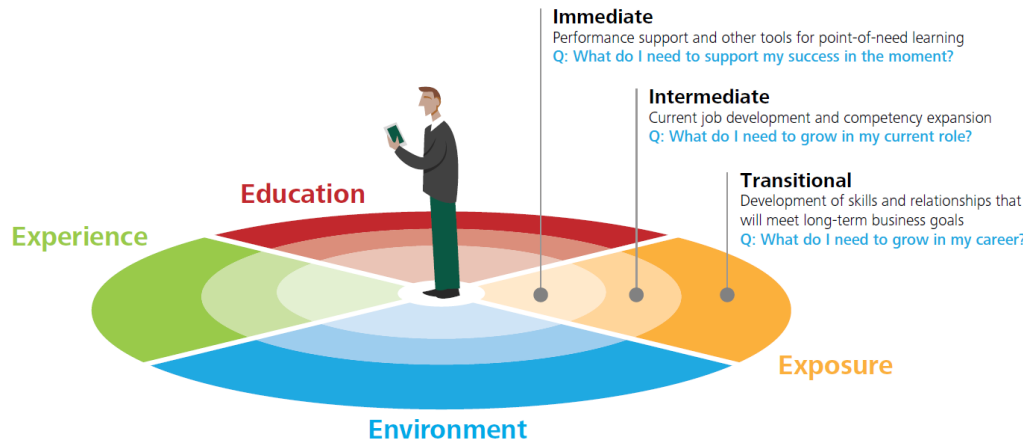 Immediate
Performance support and other tools for point-of-need learning
Q: What do I need to support my success in the moment?
Intermediate
Current job development and competency expansion
Q: What do I need to grow in my current role?
Transitional
Development of skills and relationships that
will meet long-term business goals
Q: What do I need to grow in my career?
Education
Experience
Exposure
Environment